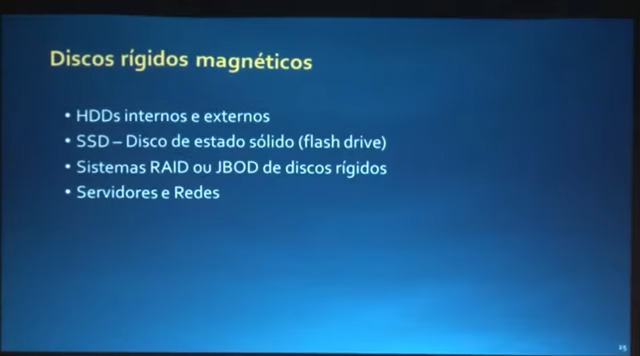 Discos rígidos magnéticos
• HDDs internos e externos
• SSD – Disco de estado sólido (flash drive)
• Sistemas RAID ou JBOD de discos rígidos
• Servidores e Redes
25